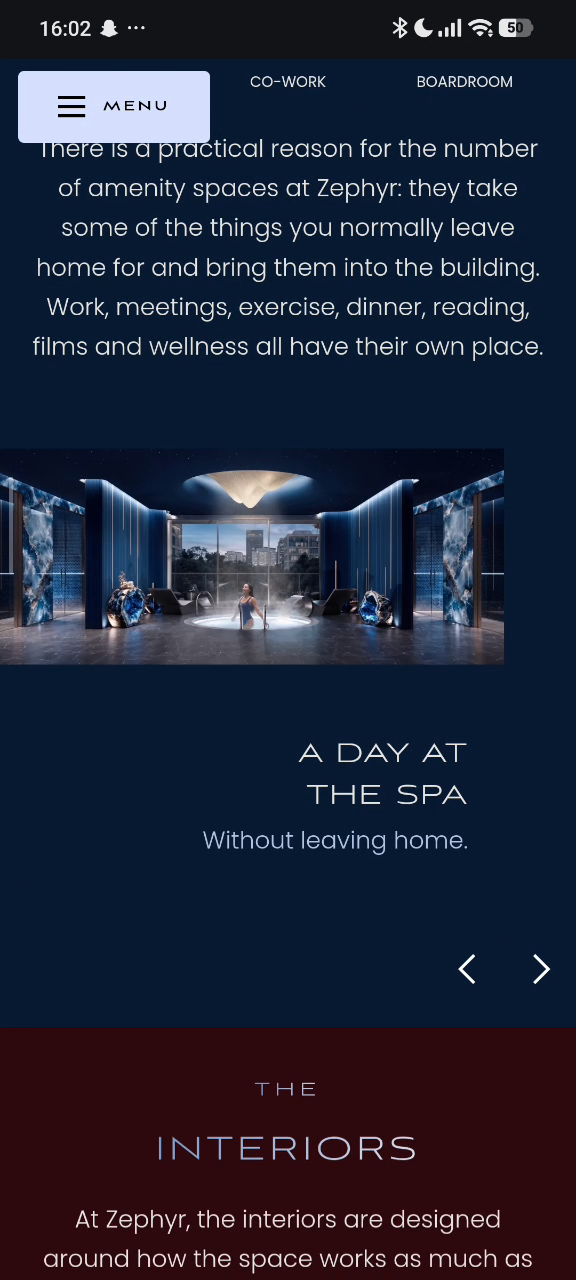 16:02
50
MENU
CO-WORK
BOARDROOM
There is a practical reason for the number
of amenity spaces at Zephyr: they take
some of the things you normally leave
home for and bring them into the building.
Work, meetings, exercise, dinner, reading,
films and wellness all have their own place.
A DAY AT
THE SPA
Without leaving home.
THE
INTERIORS
At Zephyr, the interiors are designed
around how the space works as much as